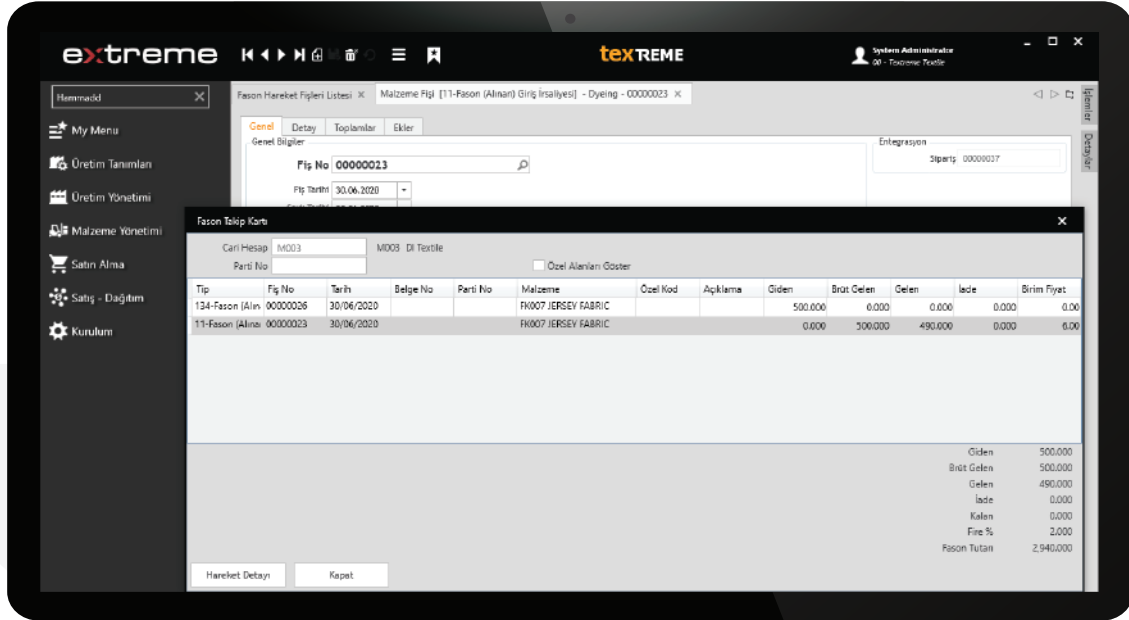 extreme
texTREME
System Administrator
00 - Textreme Textile
Hemmadd
My Menu
Üretim Tanımları
Üretim Yönetimi
Malzeme Yönetimi
Satın Alma
Satış - Dağıtım
Kurulum
Fason Hareket Fişleri Listesi
Malzeme Fişi [11-Fason (Alınan) Giriş İrsaliyesi] - Dyeing - 00000023
İşlemler
Detaylar
Genel Detay Toplamlar Ekler
Genel Bilgiler
Entegrasyon
Fiş No 00000023
Sipariş 00000037
Fiş Tarihi 30.06.2020
Fason Takip Kartı
Cari Hesap M003 M003 DI Textile
Parti No
Özel Alanları Göster
Tip Fiş No Tarih Belge No Parti No Malzeme Özel Kod Açıklama Giden Brüt Gelen Gelen İade Birim Fiyat
134-Fason (Alın 00000026 30/06/2020 FK007 JERSEY FABRIC 500.000 0.000 0.000 0.000 0.00
11-Fason (Alına 00000023 30/06/2020 FK007 JERSEY FABRIC 0.000 500.000 490.000 0.000 6.00
Giden 500.000
Brüt Gelen 500.000
Gelen 490.000
İade 0.000
Kalan 0.000
Fire % 2.000
Fason Tutarı 2,940.000
Hareket Detayı Kapat